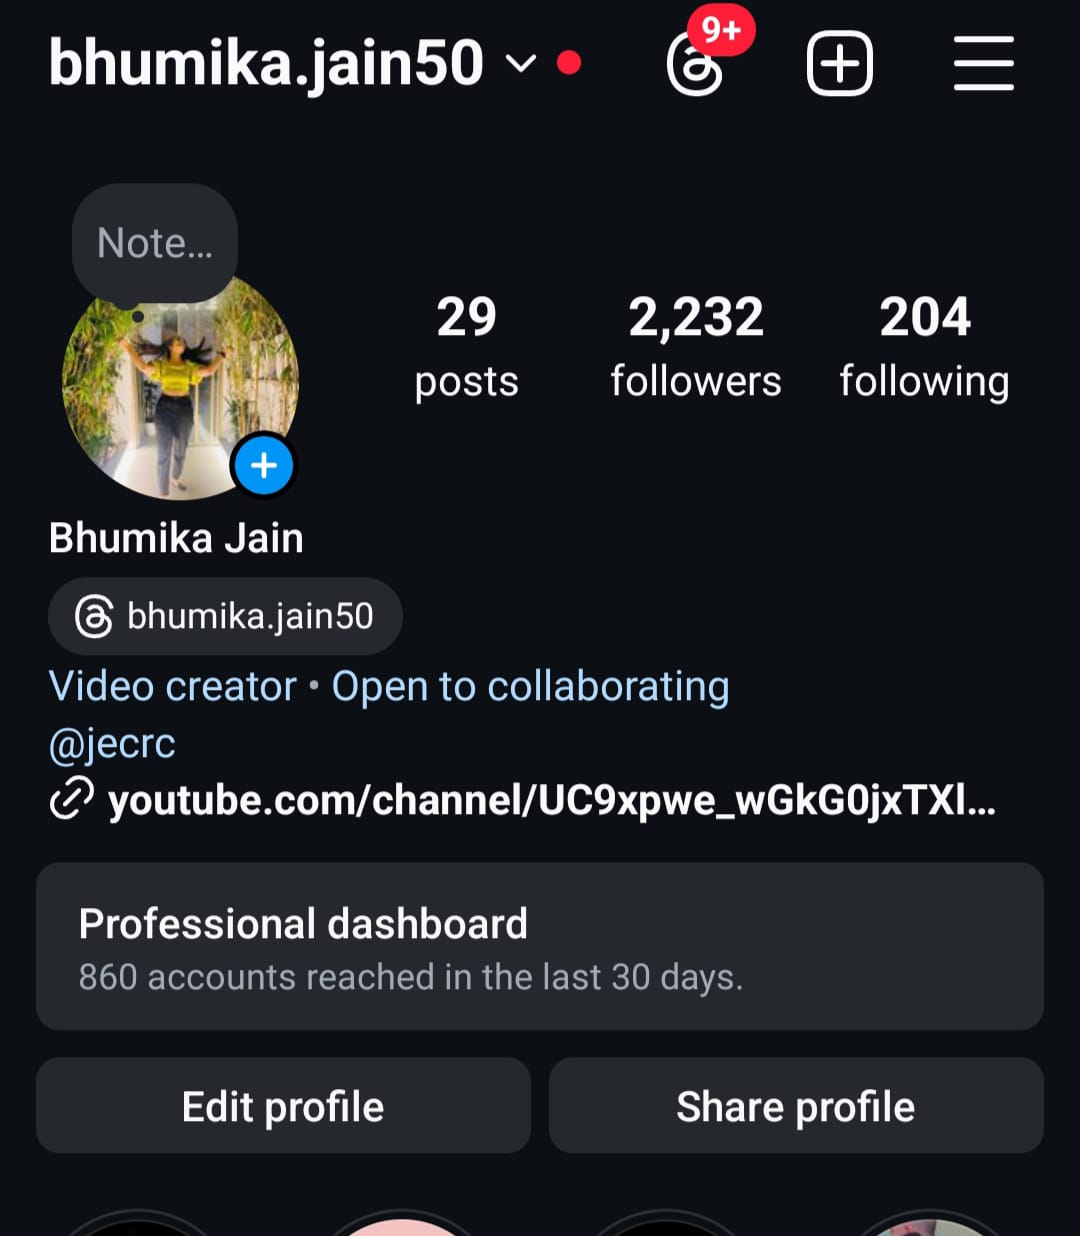 bhumika.jain50
9+
Note...
29
posts
2,232
followers
204
following
Bhumika Jain
bhumika.jain50
Video creator • Open to collaborating
@jecrc
youtube.com/channel/UC9xpwe_wGkG0jxTXl...
Professional dashboard
860 accounts reached in the last 30 days.
Edit profile
Share profile